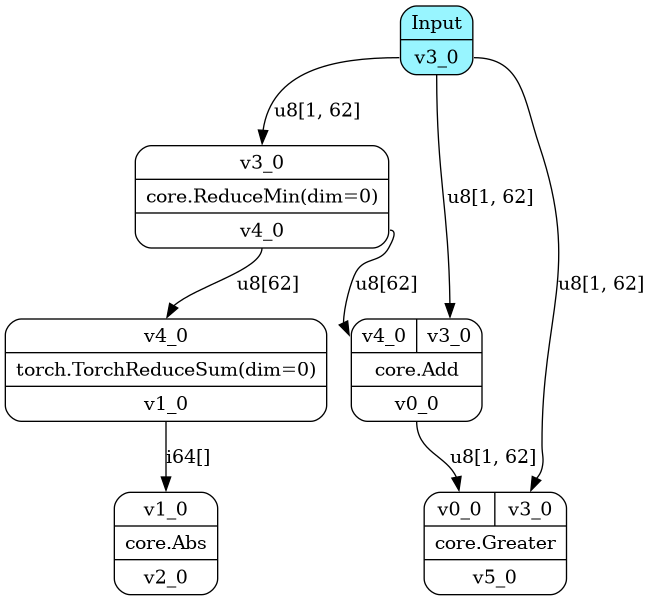 Input
v3_0
u8[1, 62]
v3_0
core.ReduceMin(dim=0)
v4_0
u8[1, 62]
u8[62]
u8[62]
u8[1, 62]
v4_0
torch.TorchReduceSum(dim=0)
v1_0
v4_0 v3_0
core.Add
v0_0
i64[]
u8[1, 62]
v1_0
core.Abs
v2_0
v0_0 v3_0
core.Greater
v5_0